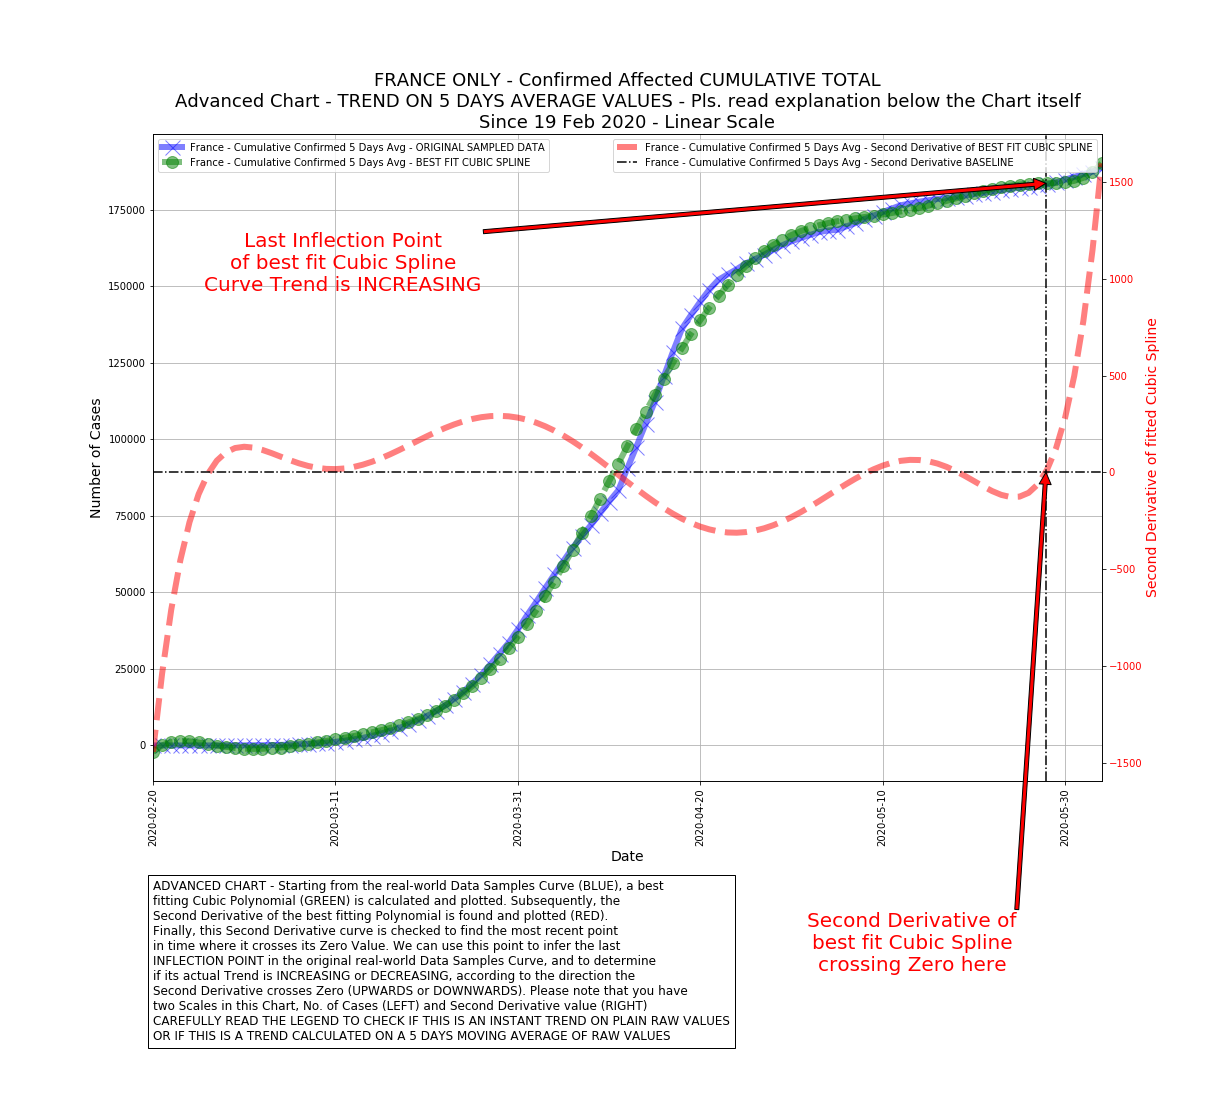 FRANCE ONLY - Confirmed Affected CUMULATIVE TOTAL
Advanced Chart - TREND ON 5 DAYS AVERAGE VALUES - Pls. read explanation below the Chart itself
Since 19 Feb 2020 - Linear Scale
France - Cumulative Confirmed 5 Days Avg - ORIGINAL SAMPLED DATA
France - Cumulative Confirmed 5 Days Avg - BEST FIT CUBIC SPLINE
France - Cumulative Confirmed 5 Days Avg - Second Derivative of BEST FIT CUBIC SPLINE
France - Cumulative Confirmed 5 Days Avg - Second Derivative BASELINE
Last Inflection Point
of best fit Cubic Spline
Curve Trend is INCREASING
Number of Cases
175000
150000
125000
100000
75000
50000
25000
0
1500
1000
500
0
−500
−1000
−1500
Second Derivative of fitted Cubic Spline
2020-02-20
2020-03-11
2020-03-31
2020-04-20
2020-05-10
2020-05-30
Date
ADVANCED CHART - Starting from the real-world Data Samples Curve (BLUE), a best
fitting Cubic Polynomial (GREEN) is calculated and plotted. Subsequently, the
Second Derivative of the best fitting Polynomial is found and plotted (RED).
Finally, this Second Derivative curve is checked to find the most recent point
in time where it crosses its Zero Value. We can use this point to infer the last
INFLECTION POINT in the original real-world Data Samples Curve, and to determine
if its actual Trend is INCREASING or DECREASING, according to the direction the
Second Derivative crosses Zero (UPWARDS or DOWNWARDS). Please note that you have
two Scales in this Chart, No. of Cases (LEFT) and Second Derivative value (RIGHT)
CAREFULLY READ THE LEGEND TO CHECK IF THIS IS AN INSTANT TREND ON PLAIN RAW VALUES
OR IF THIS IS A TREND CALCULATED ON A 5 DAYS MOVING AVERAGE OF RAW VALUES
Second Derivative of
best fit Cubic Spline
crossing Zero here